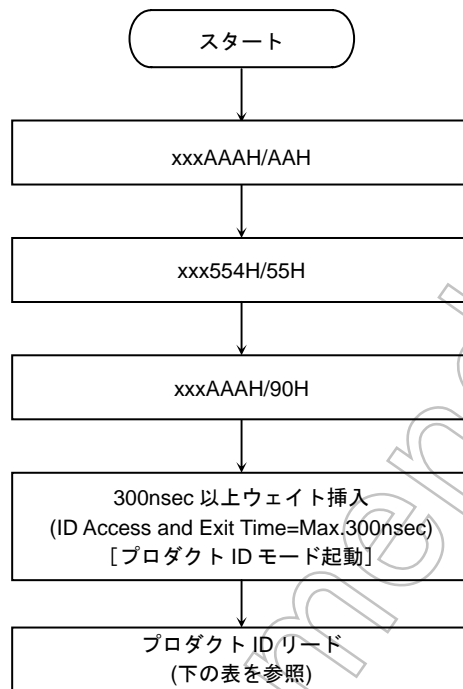 スタート
xxxAAAH/AAH
xxx554H/55H
xxxAAAH/90H
300nsec 以上ウェイト挿入
(ID Access and Exit Time=Max.300nsec)
[プロダクト ID モード起動]
プロダクト ID リード
(下の表を参照)